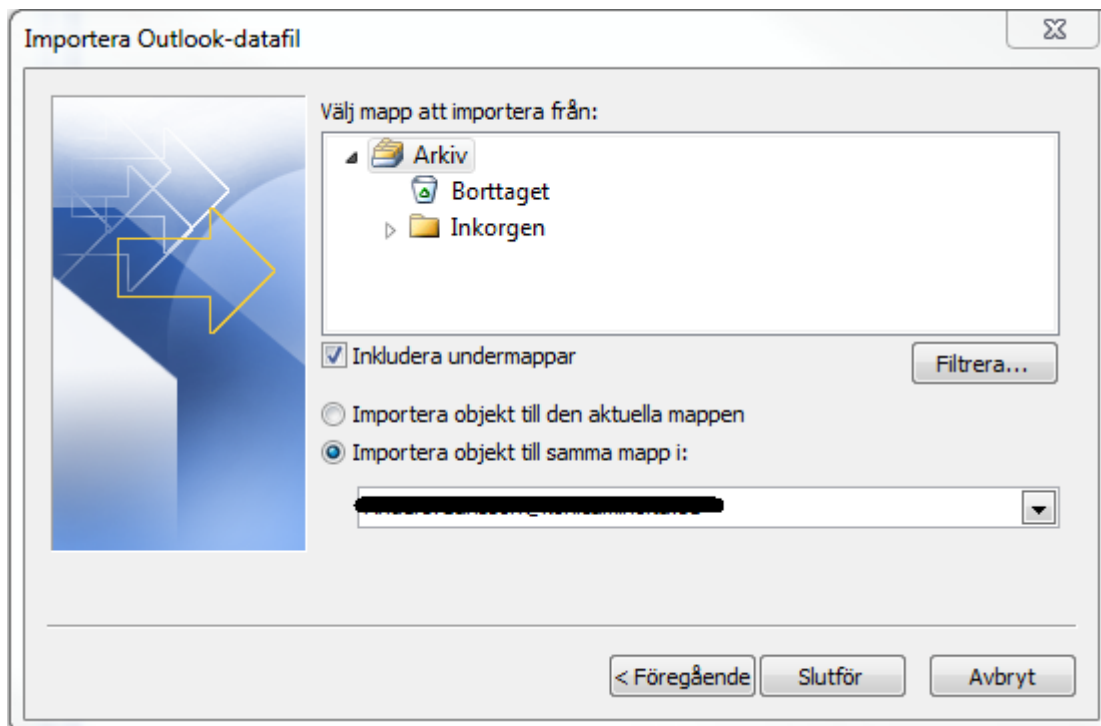 Importera Outlook-datafil
Välj mapp att importera från:
Arkiv
Borttaget
Inkorgen
Inkludera undermappar
Filtrera...
Importera objekt till den aktuella mappen
Importera objekt till samma mapp i:
< Föregående
Slutför
Avbryt